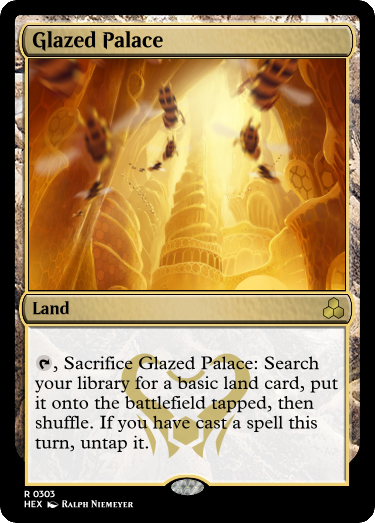 Glazed Palace
Land
, Sacrifice Glazed Palace: Search
your library for a basic land card, put
it onto the battlefield tapped, then
shuffle. If you have cast a spell this
turn, untap it.
R 0303
HEX Ralph Niemeyer